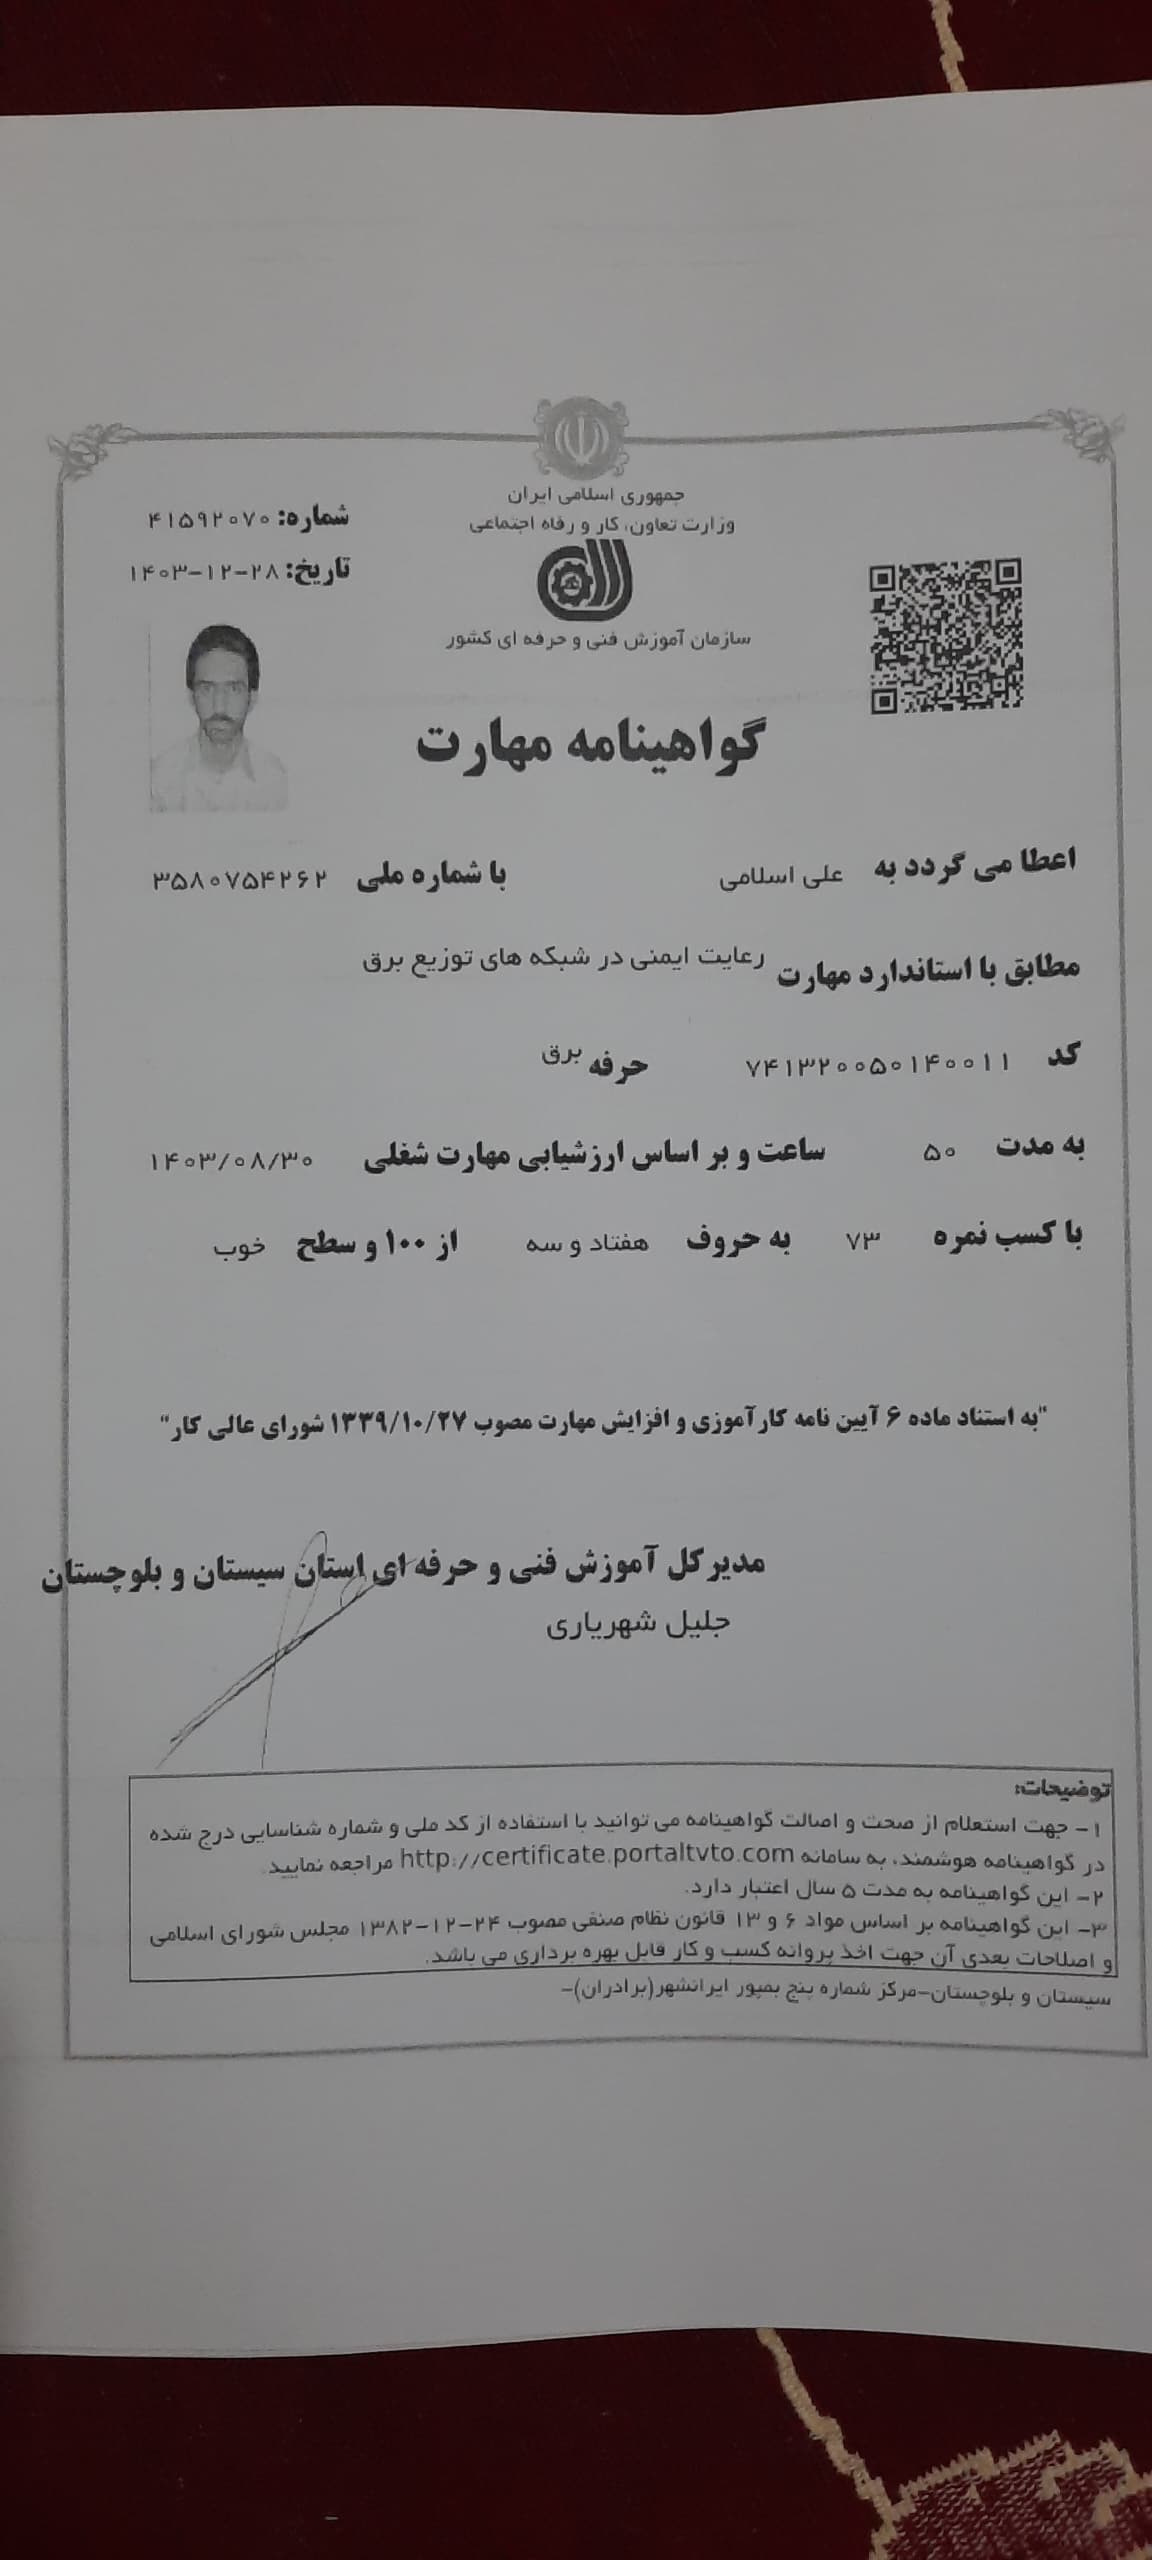 جمهوری اسلامی ایران
وزارت تعاون، کار و رفاه اجتماعی
شماره: ۴۱۵۹۲۰۷۰
تاریخ: ۲۸-۱۲-۱۴۰۳
سازمان آموزش فنی و حرفه ای کشور
گواهینامه مهارت
اعطا می گردد به علی اسلامی با شماره ملی ۳۵۸۰۷۵۴۲۶۲
مطابق با استاندارد مهارت رعایت ایمنی در شبکه های توزیع برق
کد ۷۴۱۳۲۰۰۵۰۱۴۰۰۱۱ حرفه برق
به مدت ۵۰ ساعت و بر اساس ارزشیابی مهارت شغلی ۱۴۰۳/۰۸/۳۰
با کسب نمره ۷۳ به حروف هفتاد و سه از ۱۰۰ و سطح خوب
"به استناد ماده ۶ آیین نامه کارآموزی و افزایش مهارت مصوب ۱۳۳۹/۱۰/۲۷ شورای عالی کار"
مدیرکل آموزش فنی و حرفه ای استان سیستان و بلوچستان
جلیل شهریاری
توضیحات:
۱- جهت استعلام از صحت و اصالت گواهینامه می توانید با استفاده از کد ملی و شماره شناسایی درج شده
در گواهینامه هوشمند، به سامانه http://certificate.portaltvto.com مراجعه نمایید.
۲- این گواهینامه به مدت ۵ سال اعتبار دارد.
۳- این گواهینامه بر اساس مواد ۶ و ۱۳ قانون نظام صنفی مصوب ۲۴-۱۲-۱۳۸۲ مجلس شورای اسلامی
و اصلاحات بعدی آن جهت اخذ پروانه کسب و کار قابل بهره برداری می باشد.
سیستان و بلوچستان-مرکز شماره پنج بمپور ایرانشهر(برادران)-